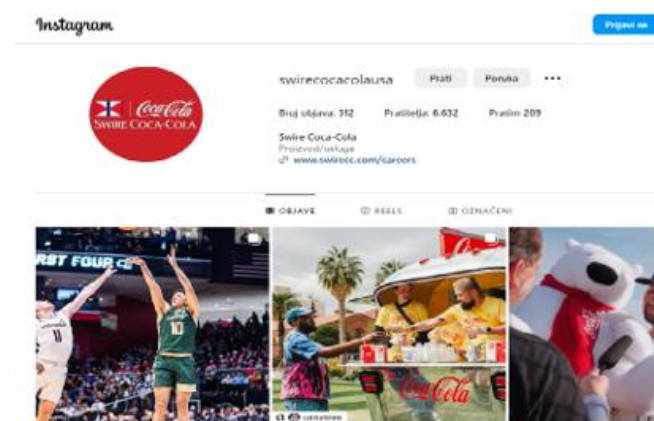 Instagram
Prijavi se
swirecocacolausa Prati Poruka
Broj objava: 312 Pratitelja: 6.632 Pratim 209
Swire Coca-Cola
Proizvod/usluga
www.swirecc.com/careers
Coca-Cola
SWIRE COCA-COLA
OBJAVE REELS OZNAČENI
RST FOUR
11
10
Coca-Cola